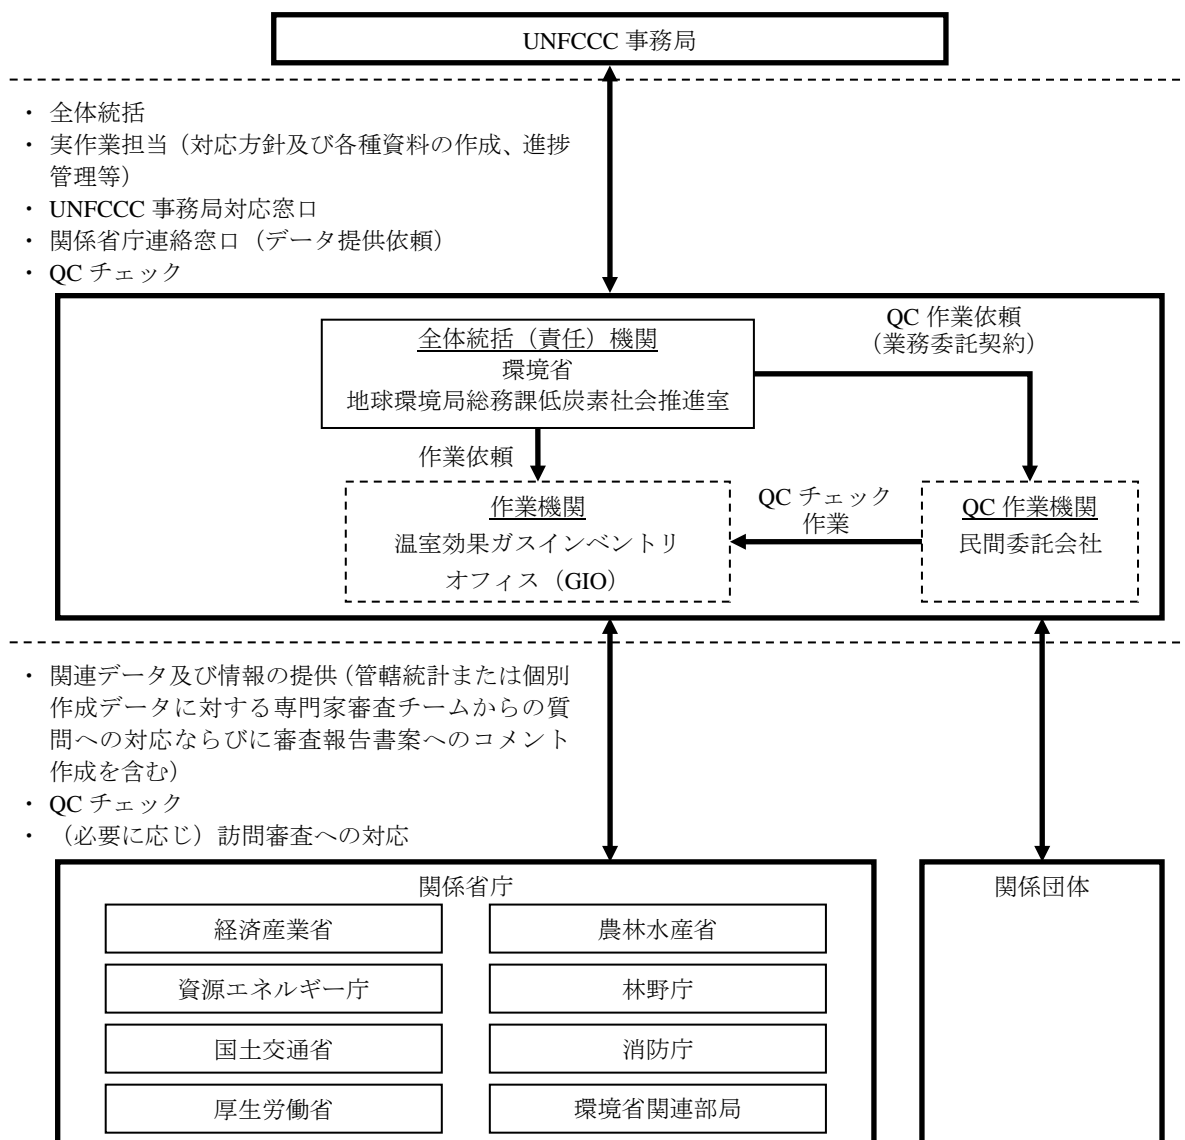 UNFCCC 事務局
・ 全体統括
・ 実作業担当（対応方針及び各種資料の作成、進捗
管理等）
・ UNFCCC 事務局対応窓口
・ 関係省庁連絡窓口（データ提供依頼）
・ QC チェック
全体統括（責任）機関
環境省
地球環境局総務課低炭素社会推進室
QC 作業依頼
（業務委託契約）
作業依頼
作業機関
温室効果ガスインベントリ
オフィス（GIO）
QC チェック
作業
QC 作業機関
民間委託会社
・ 関連データ及び情報の提供（管轄統計または個別
作成データに対する専門家審査チームからの質
問への対応ならびに審査報告書案へのコメント
作成を含む）
・ QC チェック
・ （必要に応じ）訪問審査への対応
関係省庁
経済産業省
農林水産省
資源エネルギー庁
林野庁
国土交通省
消防庁
厚生労働省
環境省関連部局
関係団体